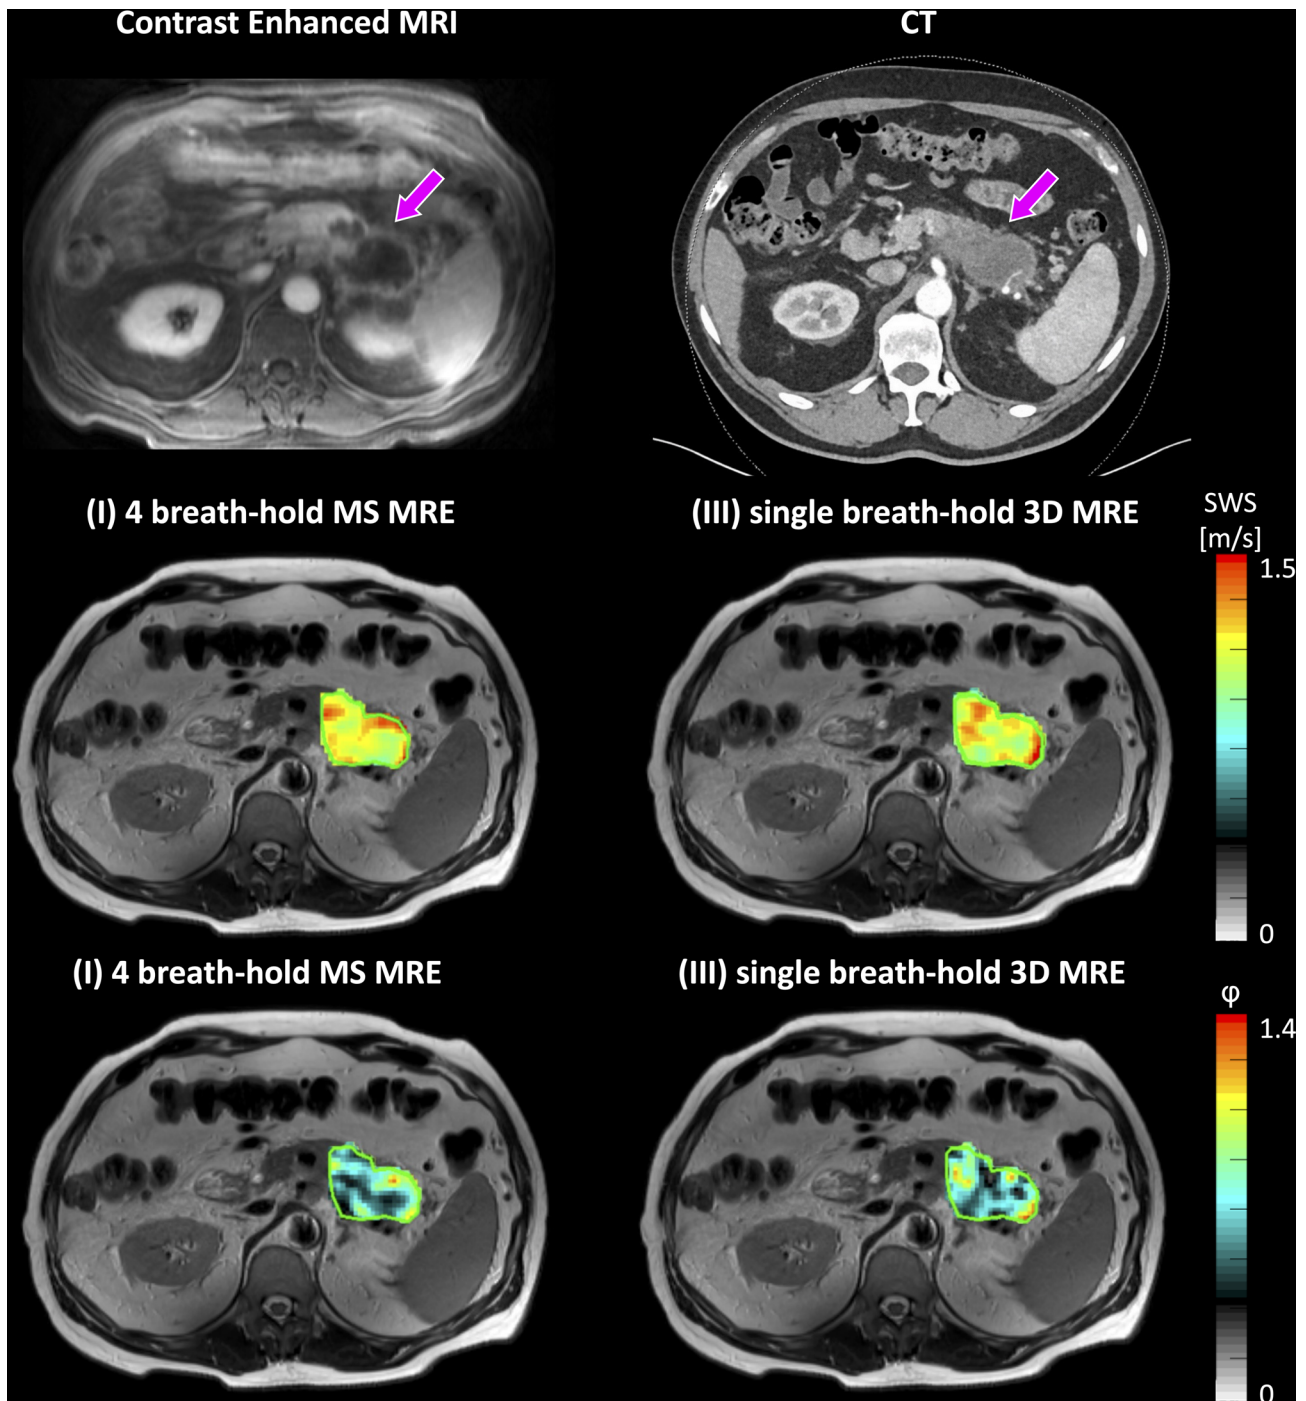 Contrast Enhanced MRI
CT
(I) 4 breath-hold MS MRE
(III) single breath-hold 3D MRE
SWS
[m/s]
1.5
0
(I) 4 breath-hold MS MRE
(III) single breath-hold 3D MRE
φ
1.4
0